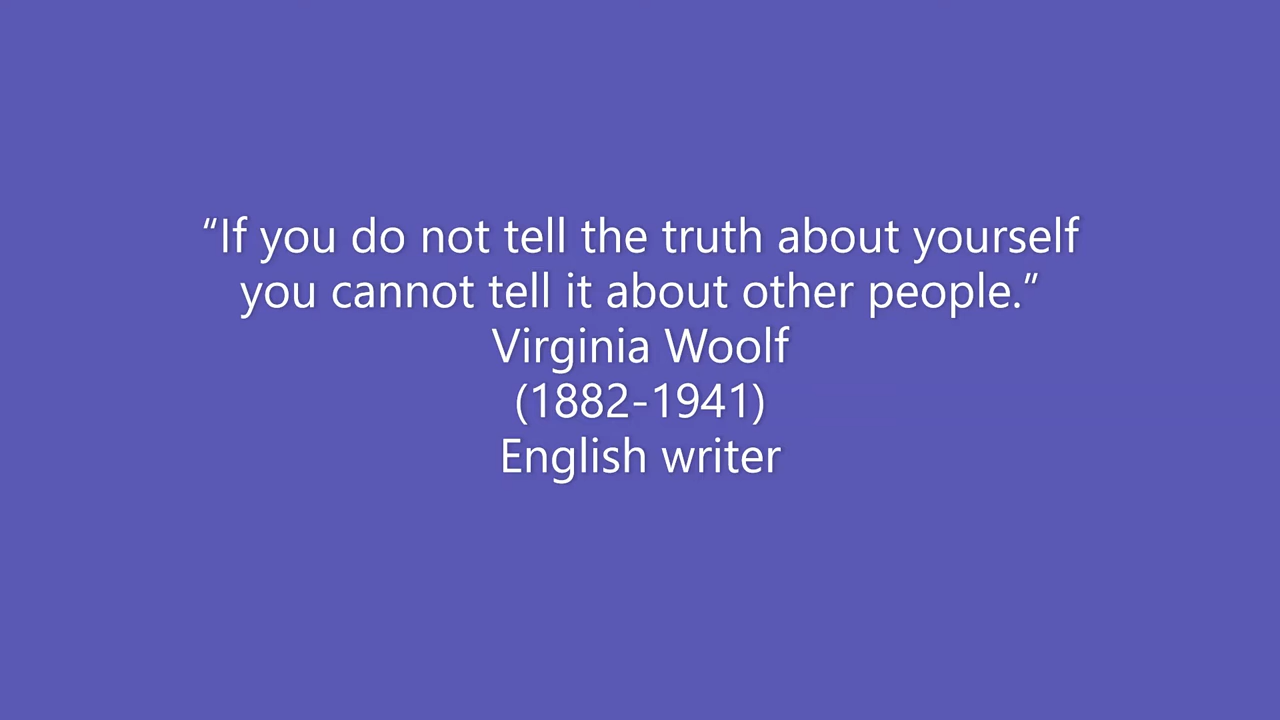 “If you do not tell the truth about yourself
you cannot tell it about other people.”
Virginia Woolf
(1882-1941)
English writer